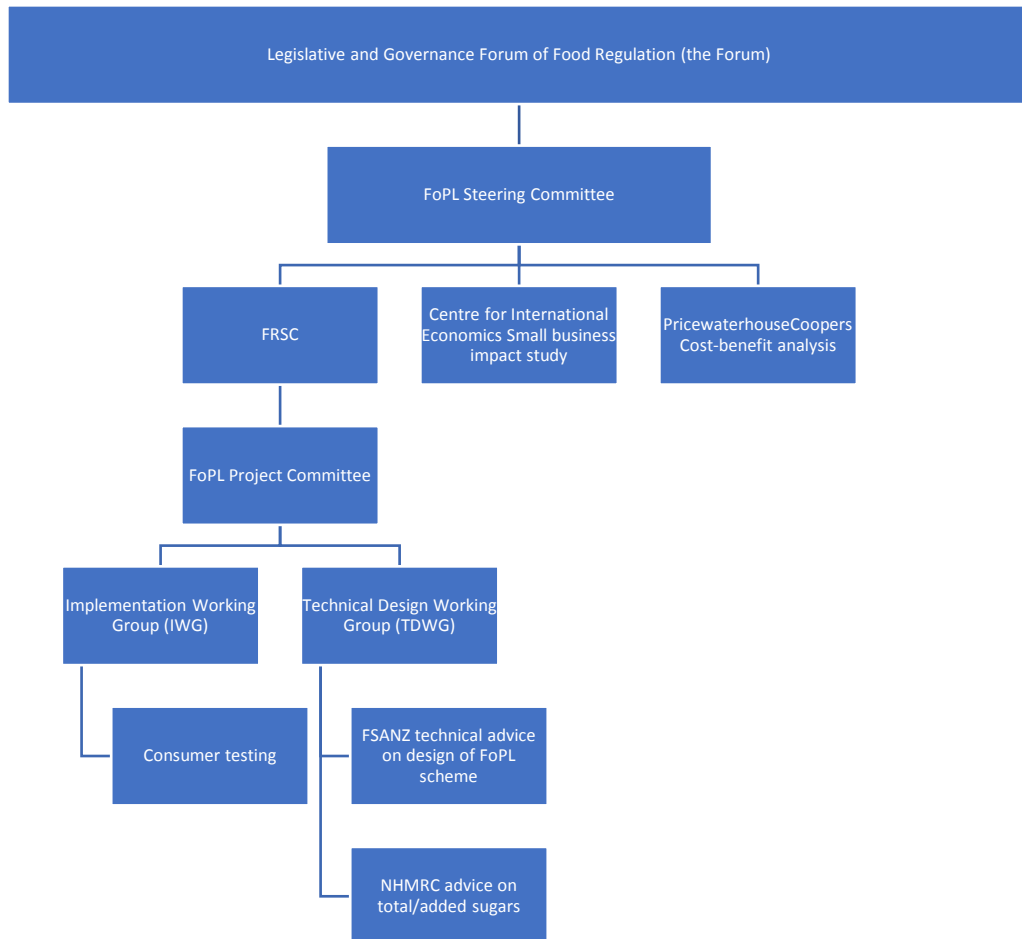 Legislative and Governance Forum of Food Regulation (the Forum)
FoPL Steering Committee
FRSC
Centre for International
Economics Small business
impact study
PricewaterhouseCoopers
Cost-benefit analysis
FoPL Project Committee
Implementation Working
Group (IWG)
Technical Design Working
Group (TDWG)
Consumer testing
FSANZ technical advice
on design of FoPL
scheme
NHMRC advice on
total/added sugars